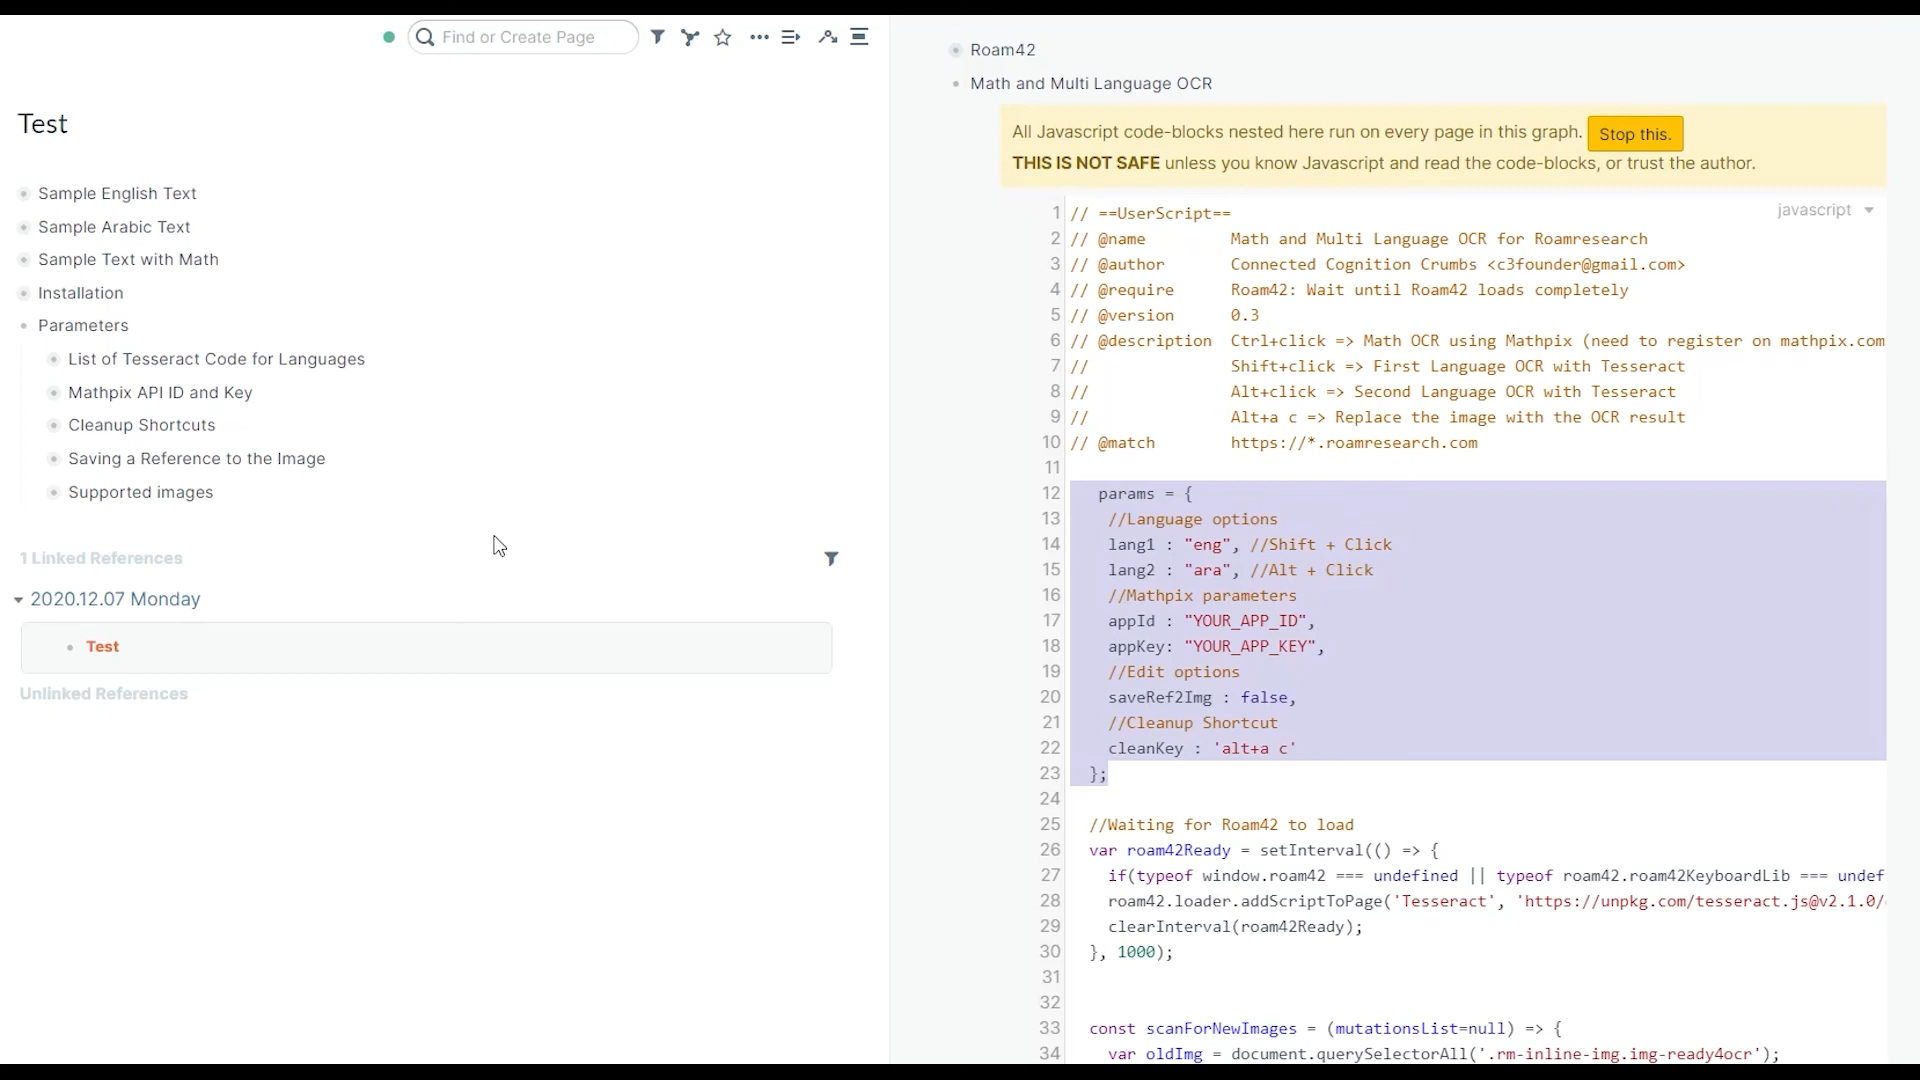 Find or Create Page
Test
Sample English Text
Sample Arabic Text
Sample Text with Math
Installation
Parameters
List of Tesseract Code for Languages
Mathpix API ID and Key
Cleanup Shortcuts
Saving a Reference to the Image
Supported images
1 Linked References
2020.12.07 Monday
Test
Unlinked References
Roam42
Math and Multi Language OCR
All Javascript code-blocks nested here run on every page in this graph. Stop this.
THIS IS NOT SAFE unless you know Javascript and read the code-blocks, or trust the author.
javascript
1 // ==UserScript==
2 // @name Math and Multi Language OCR for Roamresearch
3 // @author Connected Cognition Crumbs <c3founder@gmail.com>
4 // @require Roam42: Wait until Roam42 loads completely
5 // @version 0.3
6 // @description Ctrl+click => Math OCR using Mathpix (need to register on mathpix.com
7 // Shift+click => First Language OCR with Tesseract
8 // Alt+click => Second Language OCR with Tesseract
9 // Alt+a c => Replace the image with the OCR result
10 // @match https://*.roamresearch.com
11
12 params = {
13 //Language options
14 lang1 : "eng", //Shift + Click
15 lang2 : "ara", //Alt + Click
16 //Mathpix parameters
17 appId : "YOUR_APP_ID",
18 appKey: "YOUR_APP_KEY",
19 //Edit options
20 saveRef2Img : false,
21 //Cleanup Shortcut
22 cleanKey : 'alt+a c'
23 };
24
25 //Waiting for Roam42 to load
26 var roam42Ready = setInterval(() => {
27 if(typeof window.roam42 === undefined || typeof roam42.roam42KeyboardLib === undef
28 roam42.loader.addScriptToPage('Tesseract', 'https://unpkg.com/tesseract.js@v2.1.0/
29 clearInterval(roam42Ready);
30 }, 1000);
31
32
33 const scanForNewImages = (mutationsList=null) => {
34 var oldImg = document.querySelectorAll('.rm-inline-img.img-ready4ocr');